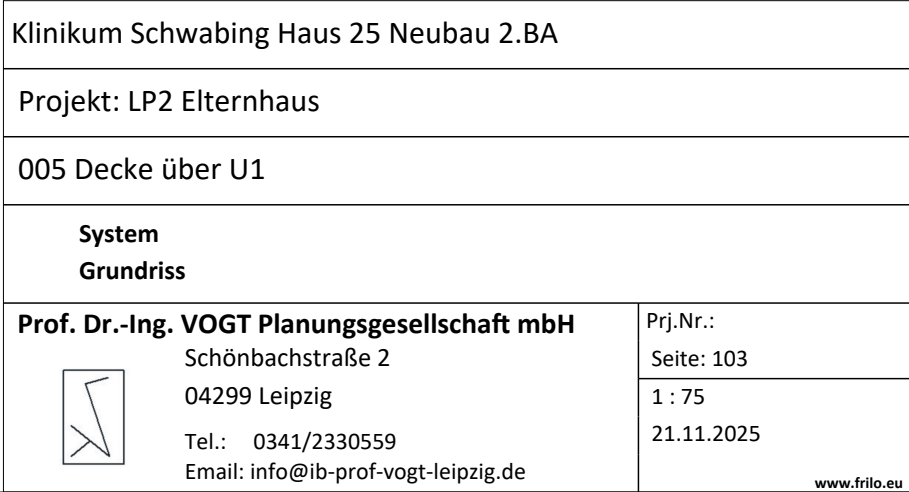 Klinikum Schwabing Haus 25 Neubau 2.BA
Projekt: LP2 Elternhaus
005 Decke über U1
System
Grundriss
Prof. Dr.-Ing. VOGT Planungsgesellschaft mbH
Schönbachstraße 2
04299 Leipzig
Tel.: 0341/2330559
Email: info@ib-prof-vogt-leipzig.de
Prj.Nr.:
Seite: 103
1 : 75
21.11.2025
www.frilo.eu